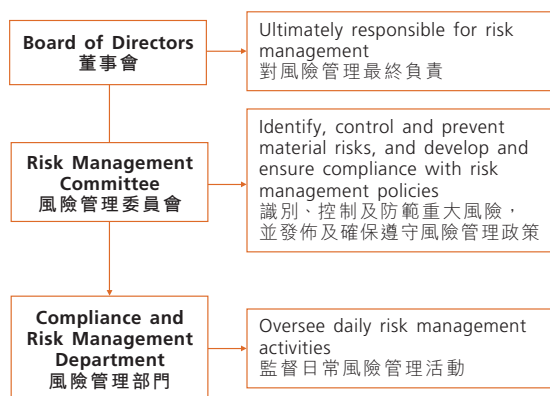 Board of Directors
董事會
Ultimately responsible for risk
management
對風險管理最終負責
Risk Management
Committee
風險管理委員會
Identify, control and prevent
material risks, and develop and
ensure compliance with risk
management policies
識別、控制及防範重大風險，
並發佈及確保遵守風險管理政策
Compliance and
Risk Management
Department
風險管理部門
Oversee daily risk management
activities
監督日常風險管理活動